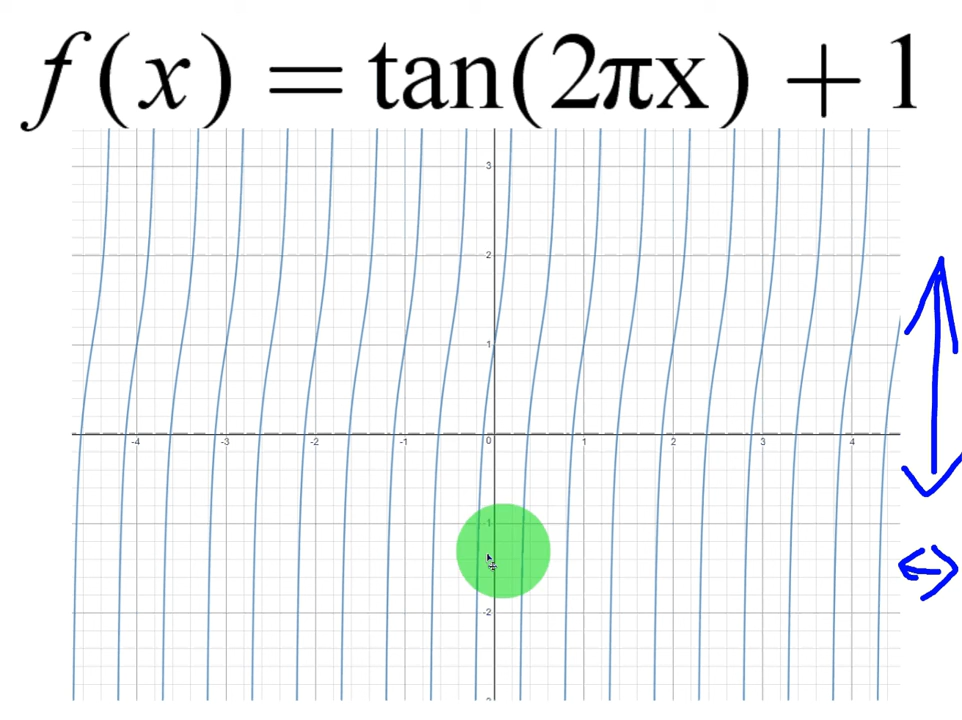 f(x) = tan(2πx) + 1
3
2
1
-4 -3 -2 -1 0 1 2 3 4
-1
-2